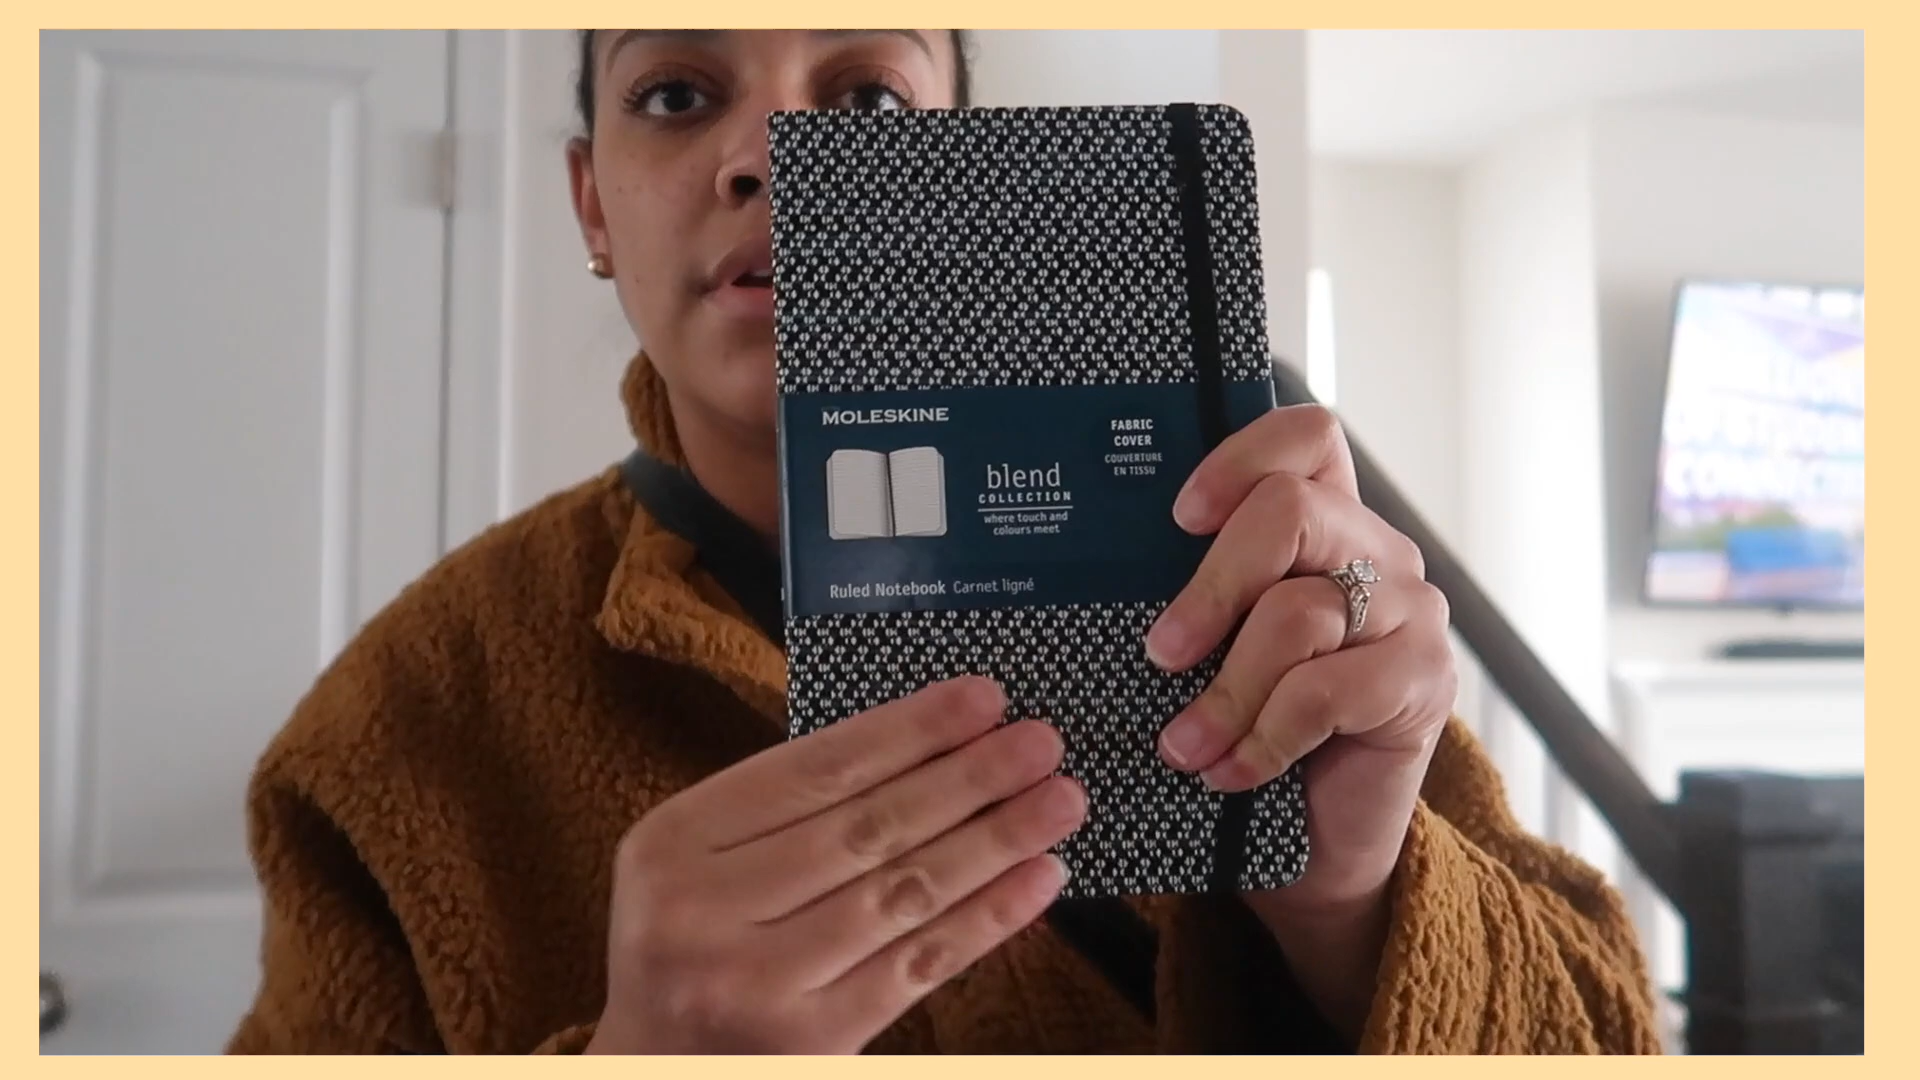 MOLESKINE
FABRIC
COVER
COUVERTURE
EN TISSU
blend
COLLECTION
where touch and
colours meet
Ruled Notebook Carnet ligné